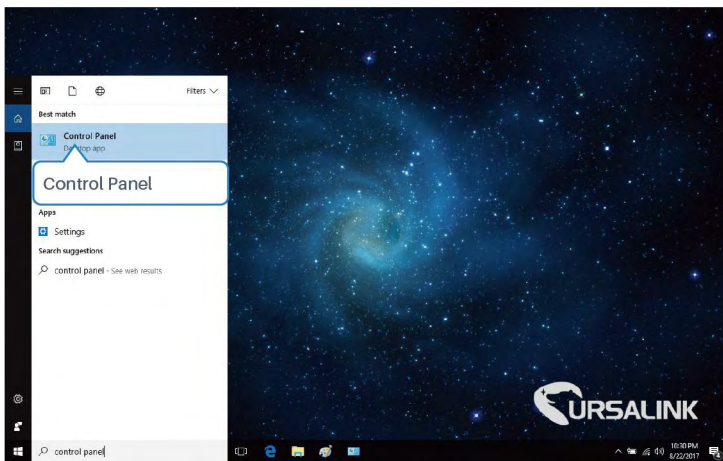 Filters
Best match
Control Panel
Desktop app
Control Panel
Apps
Settings
Search suggestions
control panel - See web results
URSALINK
control panel
10:30 PM
8/22/2017